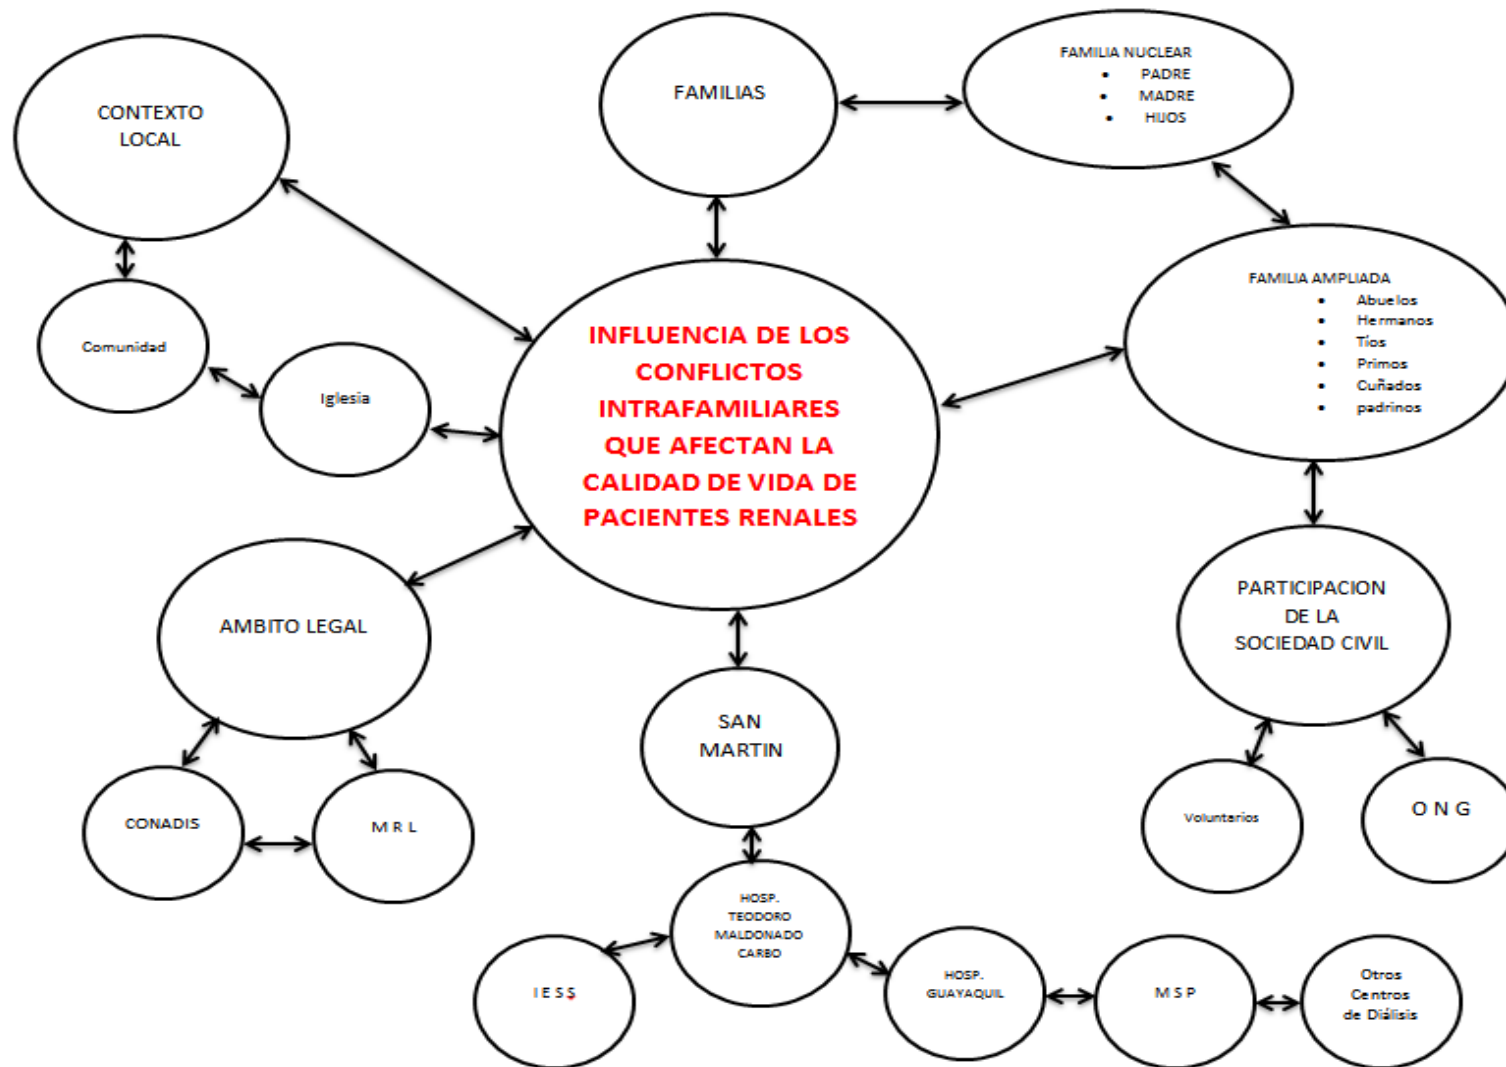 CONTEXTO
LOCAL
FAMILIAS
FAMILIA NUCLEAR
• PADRE
• MADRE
• HIJOS
FAMILIA AMPLIADA
• Abuelos
• Hermanos
• Tíos
• Primos
• Cuñados
• padrinos
Comunidad
Iglesia
INFLUENCIA DE LOS
CONFLICTOS
INTRAFAMILIARES
QUE AFECTAN LA
CALIDAD DE VIDA DE
PACIENTES RENALES
AMBITO LEGAL
PARTICIPACION
DE LA
SOCIEDAD CIVIL
SAN
MARTIN
CONADIS
M R L
Voluntarios
O N G
HOSP.
TEODORO
MALDONADO
CARBO
I E S S
HOSP.
GUAYAQUIL
M S P
Otros
Centros
de Diálisis